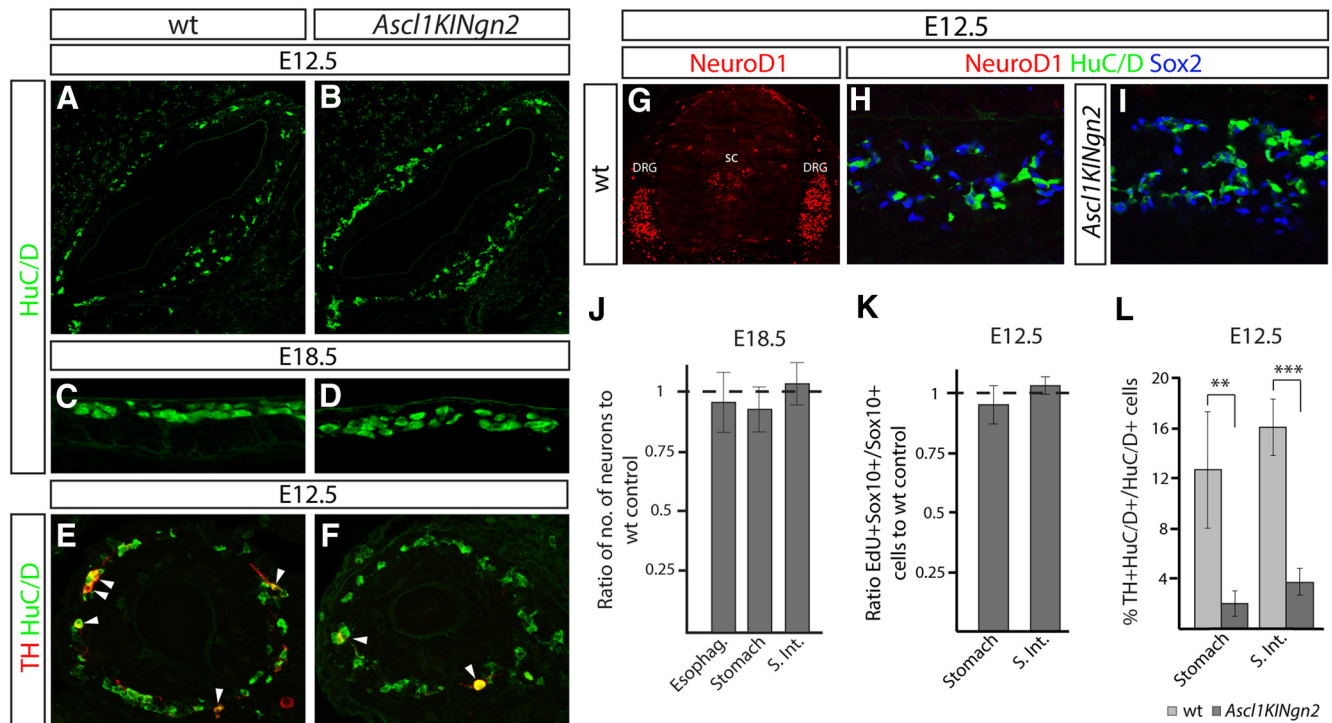 wt
Ascl1KINgn2
E12.5
HuC/D
A
B
E18.5
C
D
E12.5
TH HuC/D
E
F
E12.5
NeuroD1
NeuroD1 HuC/D Sox2
wt
G
DRG
SC
DRG
H
Ascl1KINgn2
I
J
E18.5
Ratio of no. of neurons to
wt control
1
0.75
0.5
0.25
Esophag.
Stomach
S. Int.
K
E12.5
Ratio EdU+Sox10+/Sox10+
cells to wt control
1
0.75
0.5
0.25
Stomach
S. Int.
L
E12.5
% TH+HuC/D+/HuC/D+ cells
20
16
12
8
4
**
***
Stomach
S. Int.
wt
Ascl1KINgn2